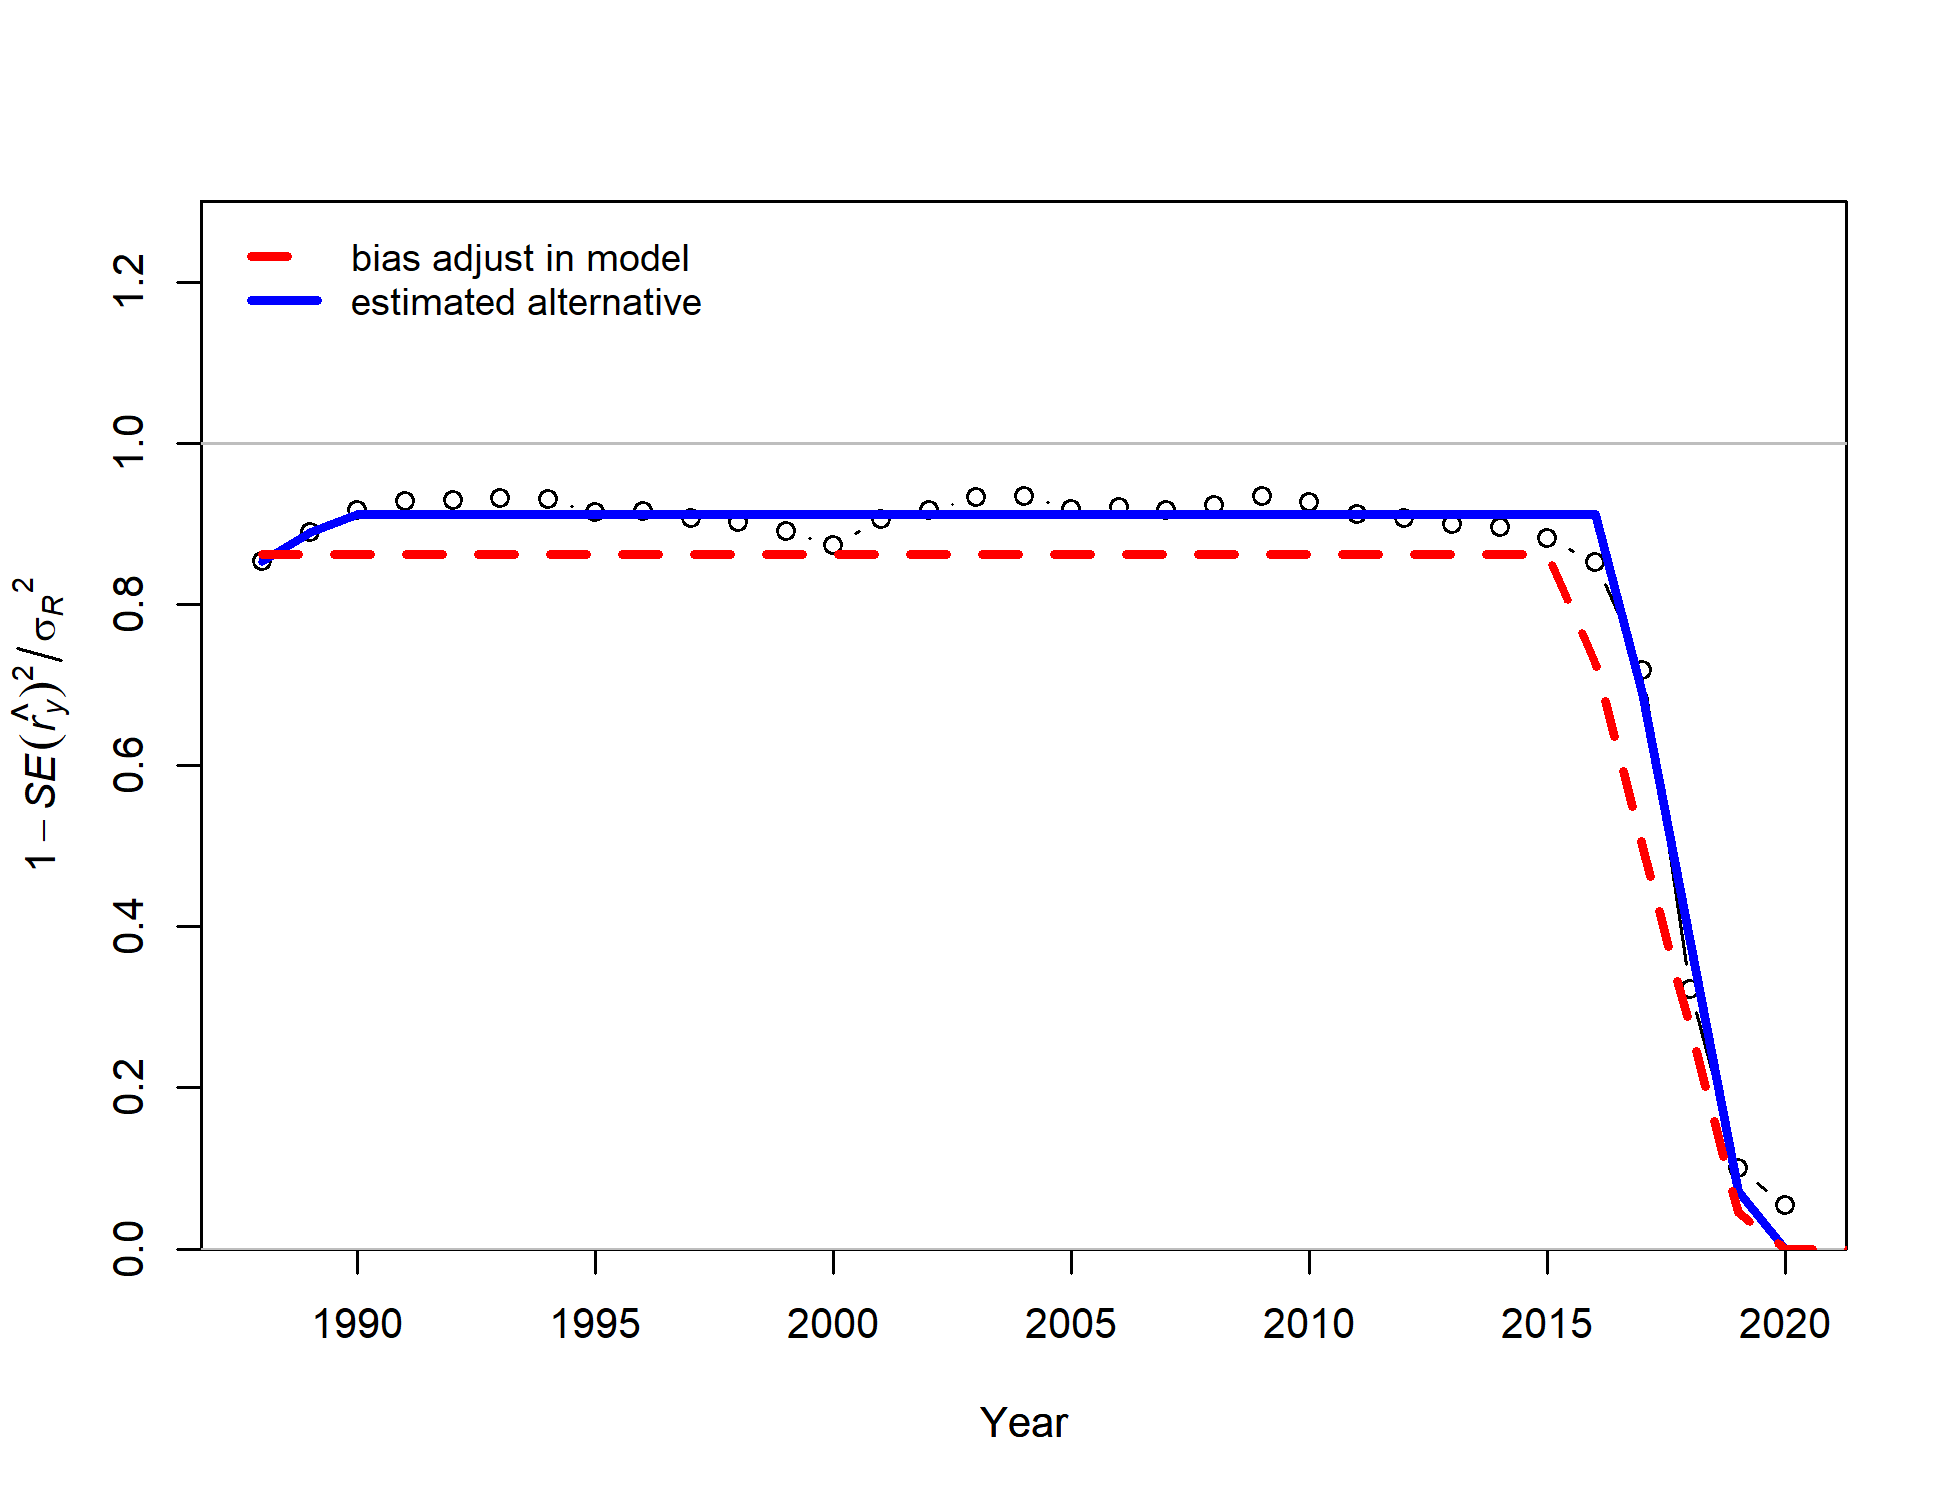 bias adjust in model
estimated alternative
1 − SE(r̂y)² / σR²
1.2
1.0
0.8
0.6
0.4
0.2
0.0
1990 1995 2000 2005 2010 2015 2020
Year